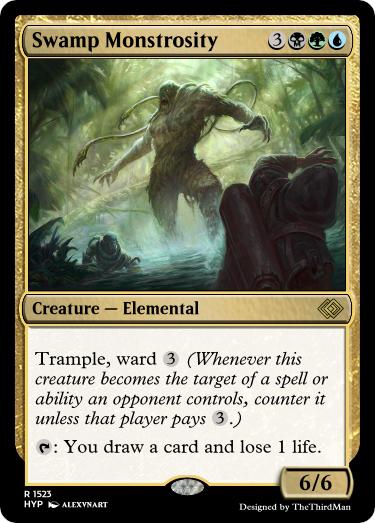 Swamp Monstrosity 3
Creature — Elemental
Trample, ward 3 (Whenever this
creature becomes the target of a spell or
ability an opponent controls, counter it
unless that player pays 3.)
: You draw a card and lose 1 life.
6/6
R 1523
HYP ALEXVNART
Designed by TheThirdMan